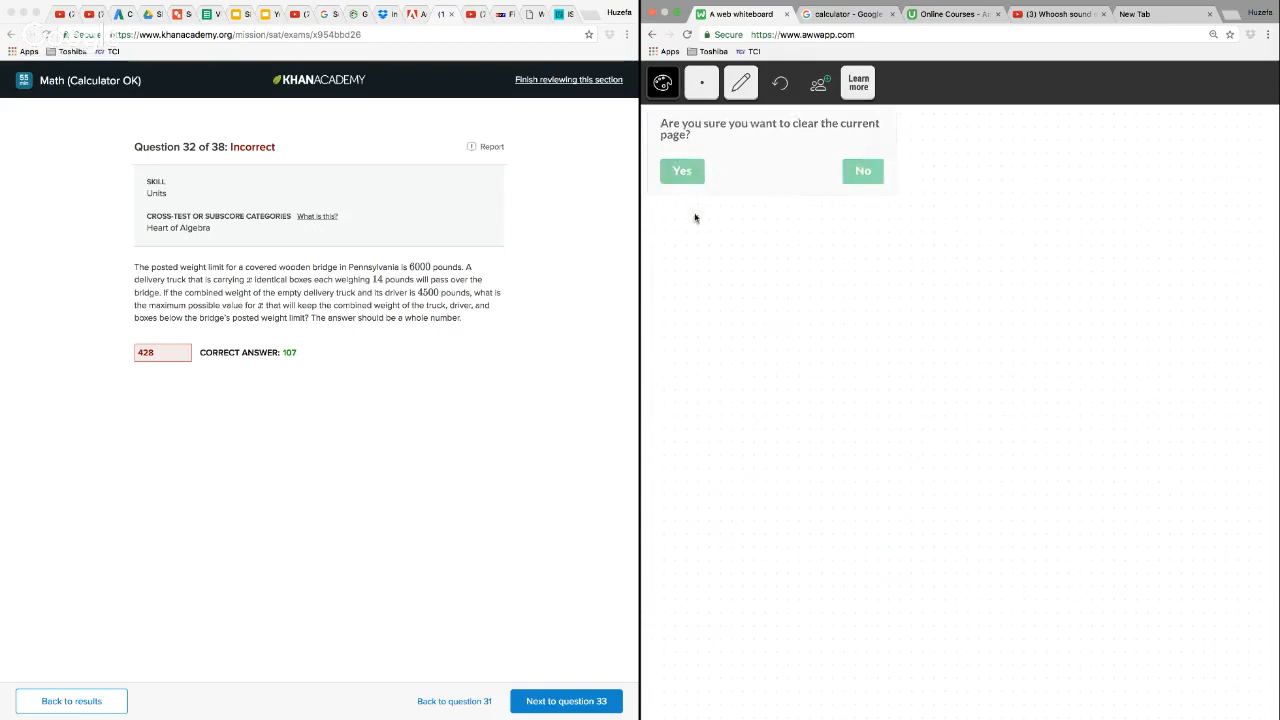 Huzefa
Secure https://www.khanacademy.org/mission/sat/exams/x954bbd26
Apps Toshiba TCI TCI
55 min Math (Calculator OK)
KHANACADEMY
Finish reviewing this section
Question 32 of 38: Incorrect
Report
SKILL
Units
CROSS-TEST OR SUBSCORE CATEGORIES What is this?
Heart of Algebra
The posted weight limit for a covered wooden bridge in Pennsylvania is 6000 pounds. A
delivery truck that is carrying x identical boxes each weighing 14 pounds will pass over the
bridge. If the combined weight of the empty delivery truck and its driver is 4500 pounds, what is
the maximum possible value for x that will keep the combined weight of the truck, driver, and
boxes below the bridge's posted weight limit? The answer should be a whole number.
428 CORRECT ANSWER: 107
Back to results
Back to question 31
Next to question 33
A web whiteboard
calculator - Google
Online Courses - A
(3) Whoosh sound e
New Tab
Huzefa
Secure https://www.awwapp.com
Apps Toshiba TCI TCI
Learn
more
Are you sure you want to clear the current
page?
Yes No